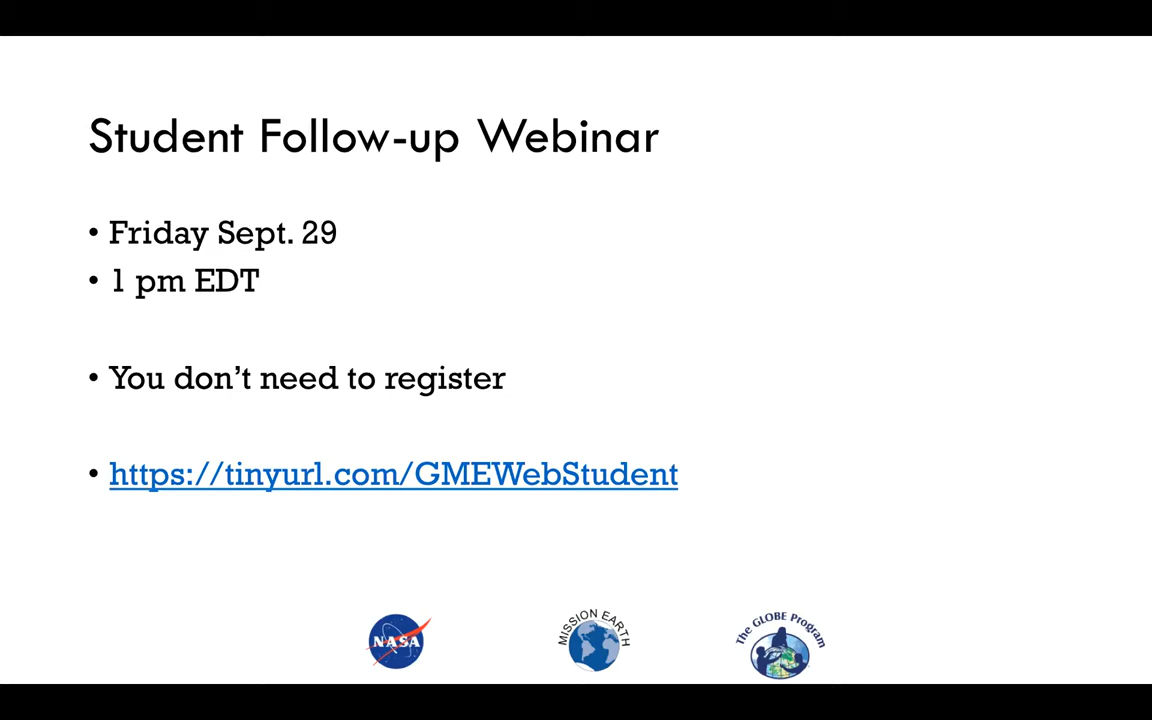 Student Follow-up Webinar
• Friday Sept. 29
• 1 pm EDT
• You don’t need to register
• https://tinyurl.com/GMEWebStudent
NASA
MISSION EARTH
The GLOBE Program